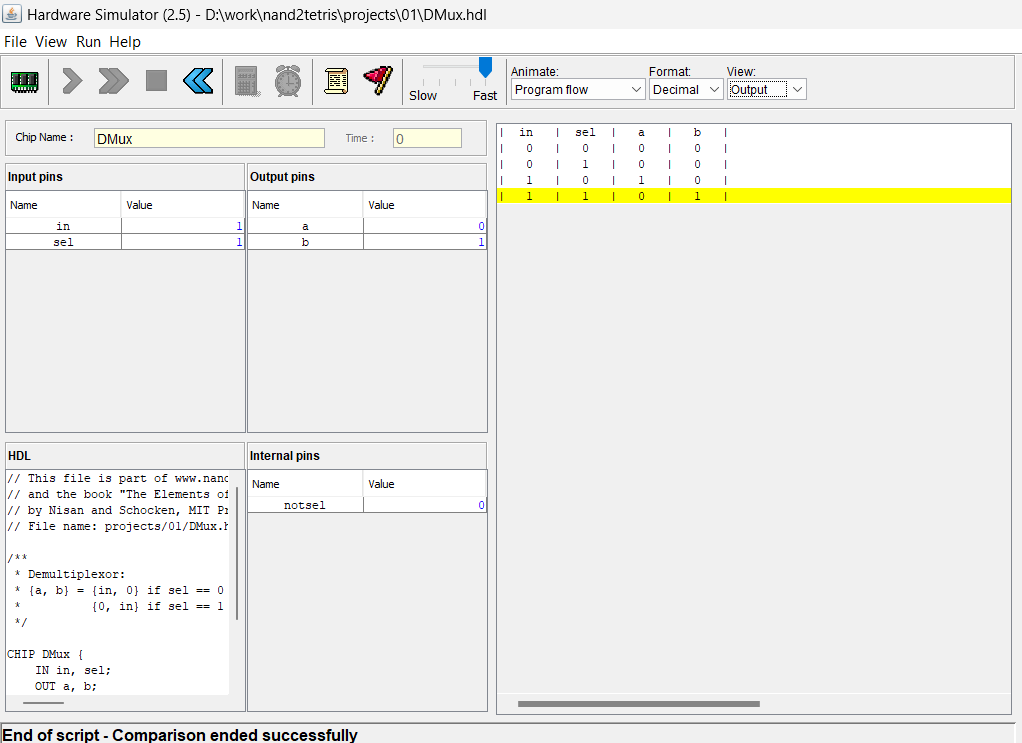 Hardware Simulator (2.5) - D:\work\nand2tetris\projects\01\DMux.hdl
File View Run Help
Slow Fast
Animate: Format: View:
Program flow Decimal Output
Chip Name : DMux Time : 0
Input pins
Name Value
in 1
sel 1
Output pins
Name Value
a 0
b 1
| in | sel | a | b |
| 0 | 0 | 0 | 0 |
| 0 | 1 | 0 | 0 |
| 1 | 0 | 1 | 0 |
| 1 | 1 | 0 | 1 |
HDL
// This file is part of www.nand
// and the book "The Elements of
// by Nisan and Schocken, MIT Pr
// File name: projects/01/DMux.h
/**
* Demultiplexor:
* {a, b} = {in, 0} if sel == 0
* {0, in} if sel == 1
*/
CHIP DMux {
IN in, sel;
OUT a, b;
Internal pins
Name Value
notsel 0
End of script - Comparison ended successfully